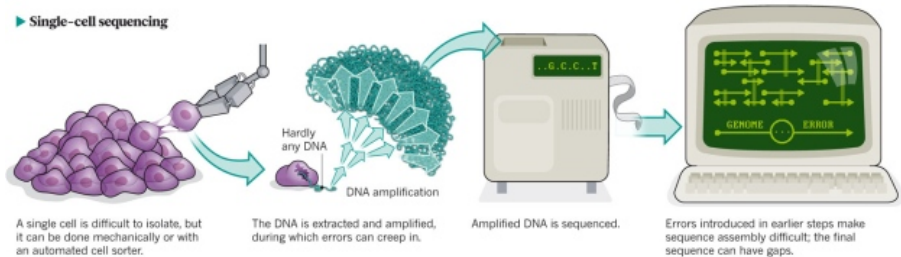 Single-cell sequencing
Hardly
any DNA
DNA amplification
..G.C.C..T
GENOME ERROR
A single cell is difficult to isolate, but
it can be done mechanically or with
an automated cell sorter.
The DNA is extracted and amplified,
during which errors can creep in.
Amplified DNA is sequenced.
Errors introduced in earlier steps make
sequence assembly difficult; the final
sequence can have gaps.